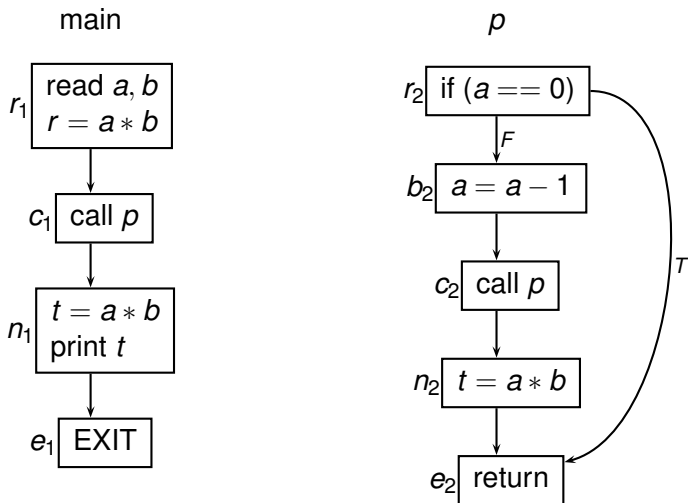 main
r1
read a, b
r = a ∗ b
c1
call p
n1
t = a ∗ b
print t
e1
EXIT
p
r2
if (a == 0)
F
T
b2
a = a − 1
c2
call p
n2
t = a ∗ b
e2
return